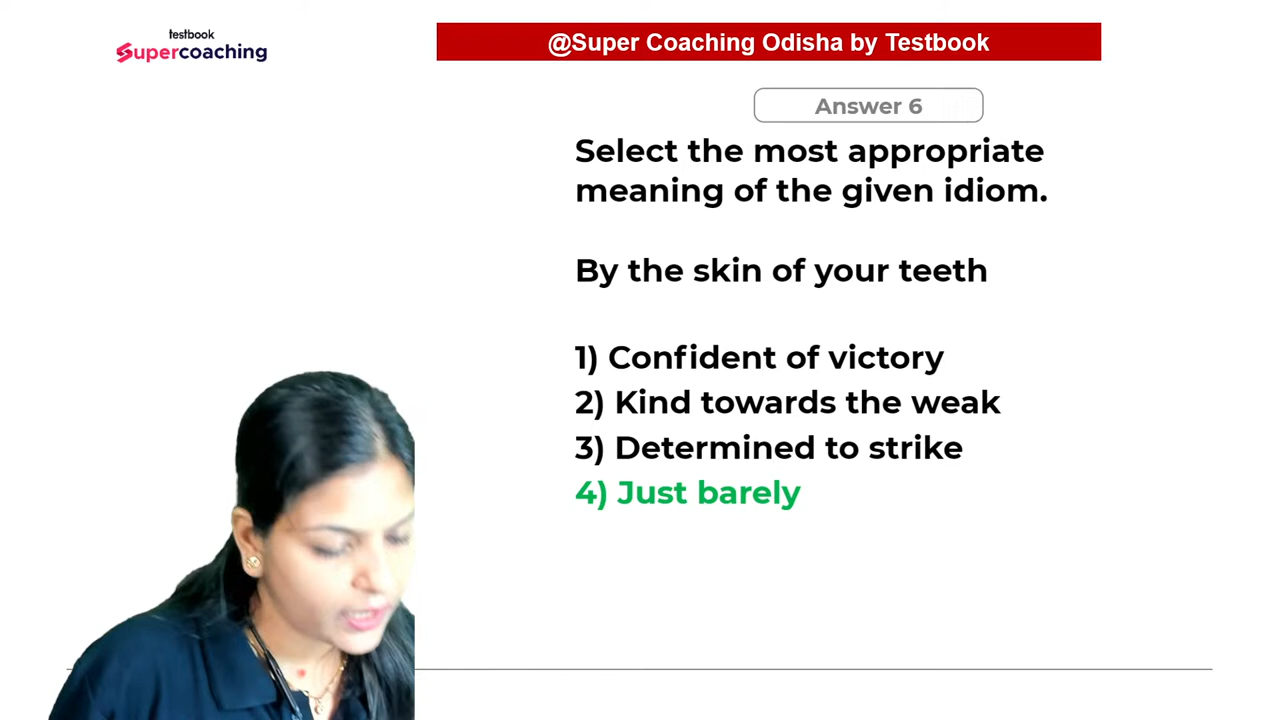 testbook
Supercoaching
@Super Coaching Odisha by Testbook
Answer 6
Select the most appropriate
meaning of the given idiom.
By the skin of your teeth
1) Confident of victory
2) Kind towards the weak
3) Determined to strike
4) Just barely